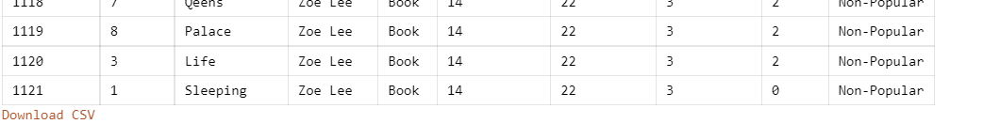 1118 7 Qeens Zoe Lee Book 14 22 3 2 Non-Popular
1119 8 Palace Zoe Lee Book 14 22 3 2 Non-Popular
1120 3 Life Zoe Lee Book 14 22 3 2 Non-Popular
1121 1 Sleeping Zoe Lee Book 14 22 3 0 Non-Popular
Download CSV